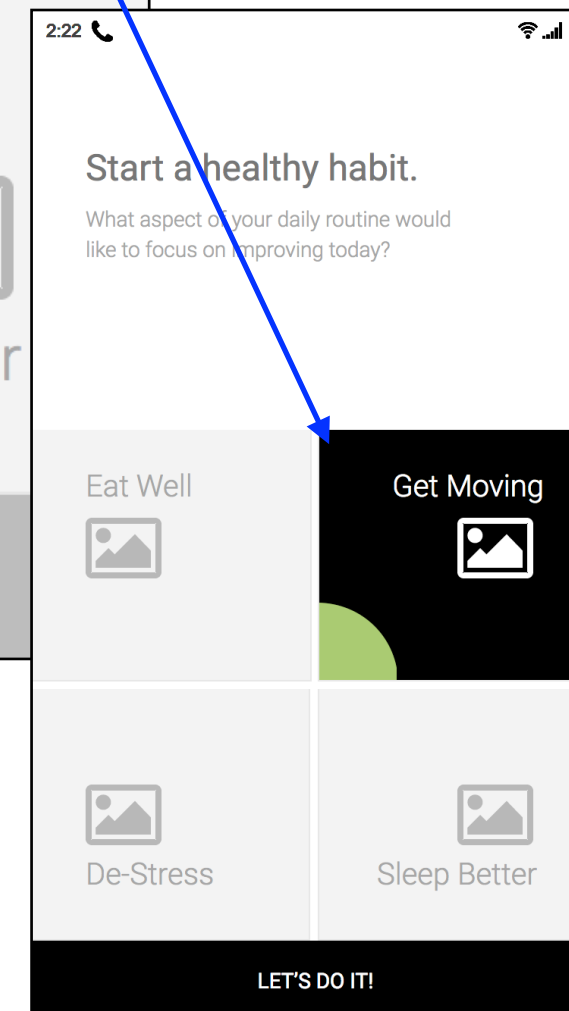 2:22
Start a healthy habit.
What aspect of your daily routine would
like to focus on improving today?
r
Eat Well
Get Moving
De-Stress
Sleep Better
LET'S DO IT!